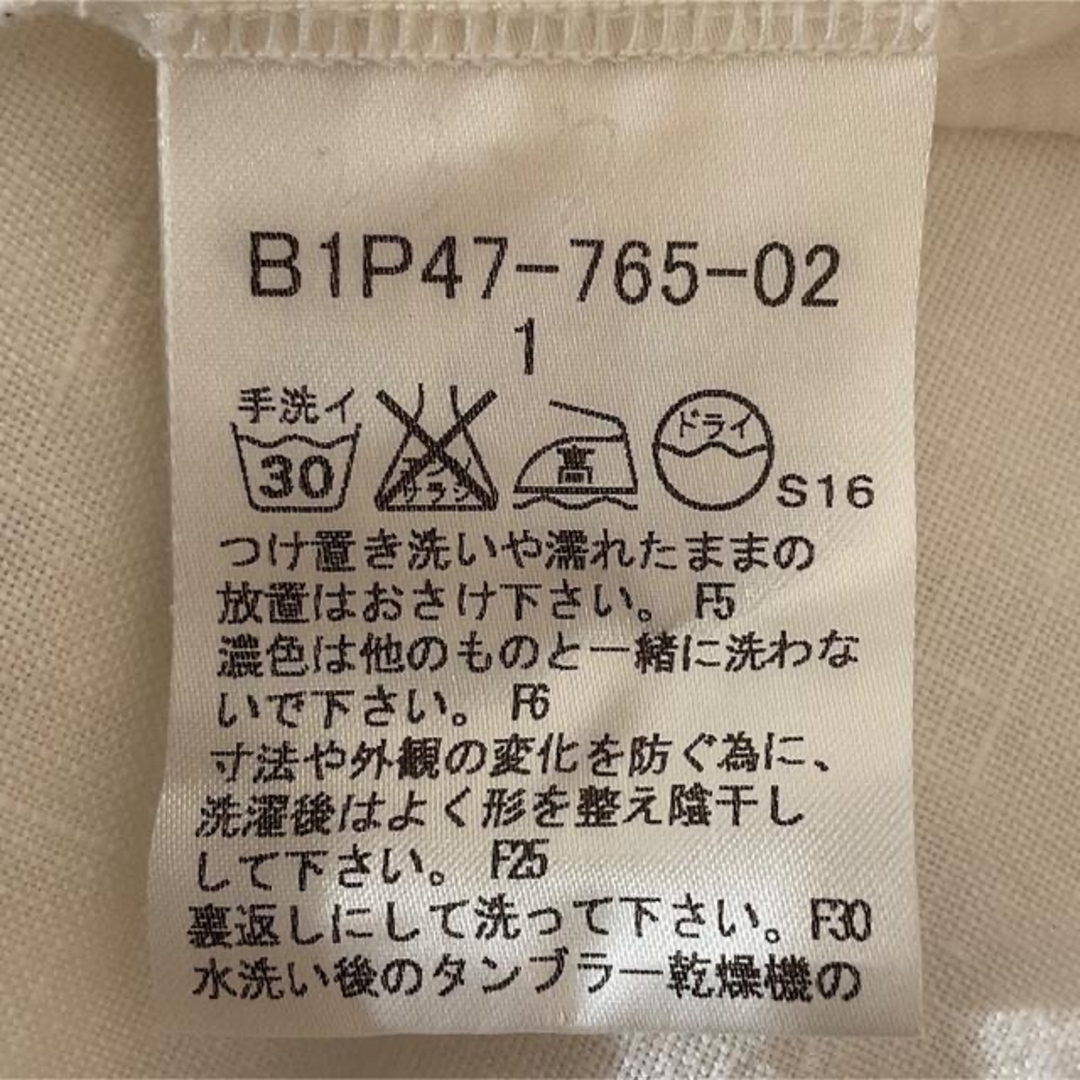 B1P47-765-02
1
手洗イ
30
エンソ
サラシ
高
ドライ
S16
つけ置き洗いや濡れたままの
放置はおさけ下さい。 F5
濃色は他のものと一緒に洗わな
いで下さい。 F6
寸法や外観の変化を防ぐ為に、
洗濯後はよく形を整え陰干し
して下さい。 F25
裏返しにして洗って下さい。F30
水洗い後のタンブラー乾燥機の